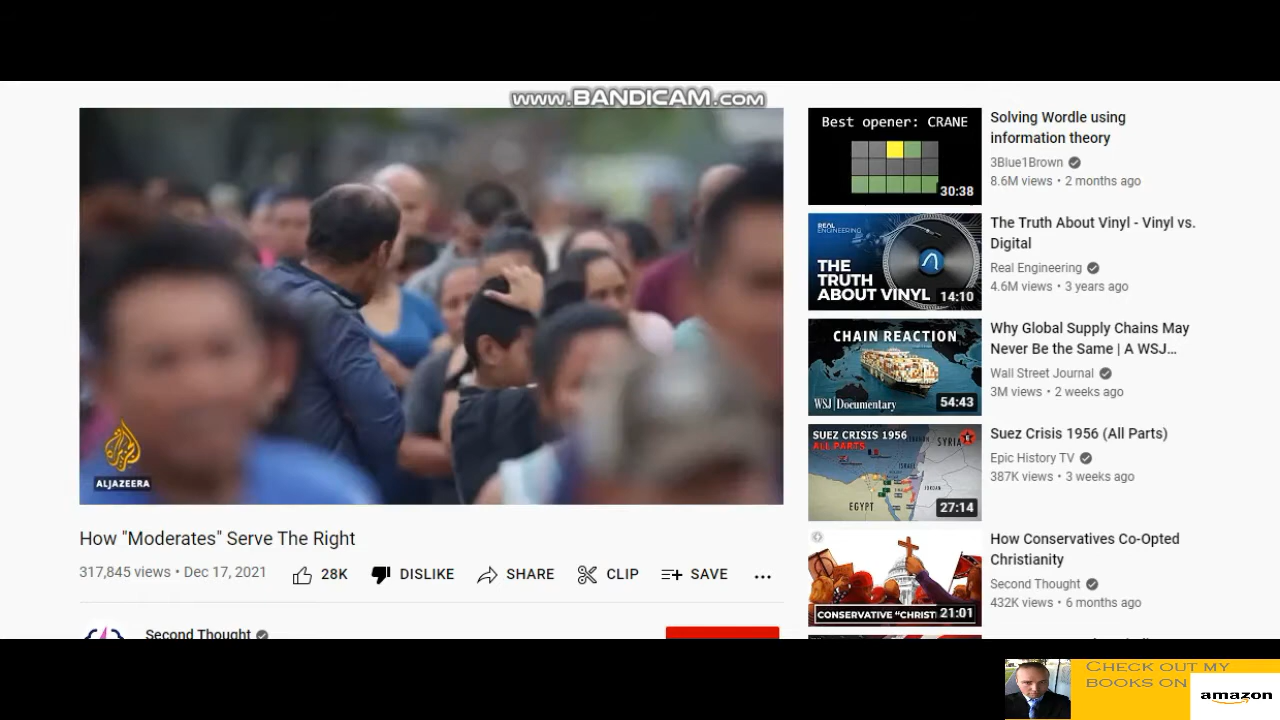 www.BANDICAM.com
ALJAZEERA
How "Moderates" Serve The Right
317,845 views • Dec 17, 2021
28K
DISLIKE
SHARE
CLIP
SAVE
...
Second Thought
Best opener: CRANE
30:38
Solving Wordle using
information theory
3Blue1Brown
8.6M views • 2 months ago
REAL
ENGINEERING
THE
TRUTH
ABOUT VINYL
14:10
The Truth About Vinyl - Vinyl vs.
Digital
Real Engineering
4.6M views • 3 years ago
CHAIN REACTION
WSJ Documentary
54:43
Why Global Supply Chains May
Never Be the Same | A WSJ...
Wall Street Journal
3M views • 2 weeks ago
SUEZ CRISIS 1956
ALL PARTS
SYRIA
ISRAEL
JORDAN
EGYPT
27:14
Suez Crisis 1956 (All Parts)
Epic History TV
387K views • 3 weeks ago
CONSERVATIVE “CHRIST
21:01
How Conservatives Co-Opted
Christianity
Second Thought
432K views • 6 months ago
Check out my
books on
amazon